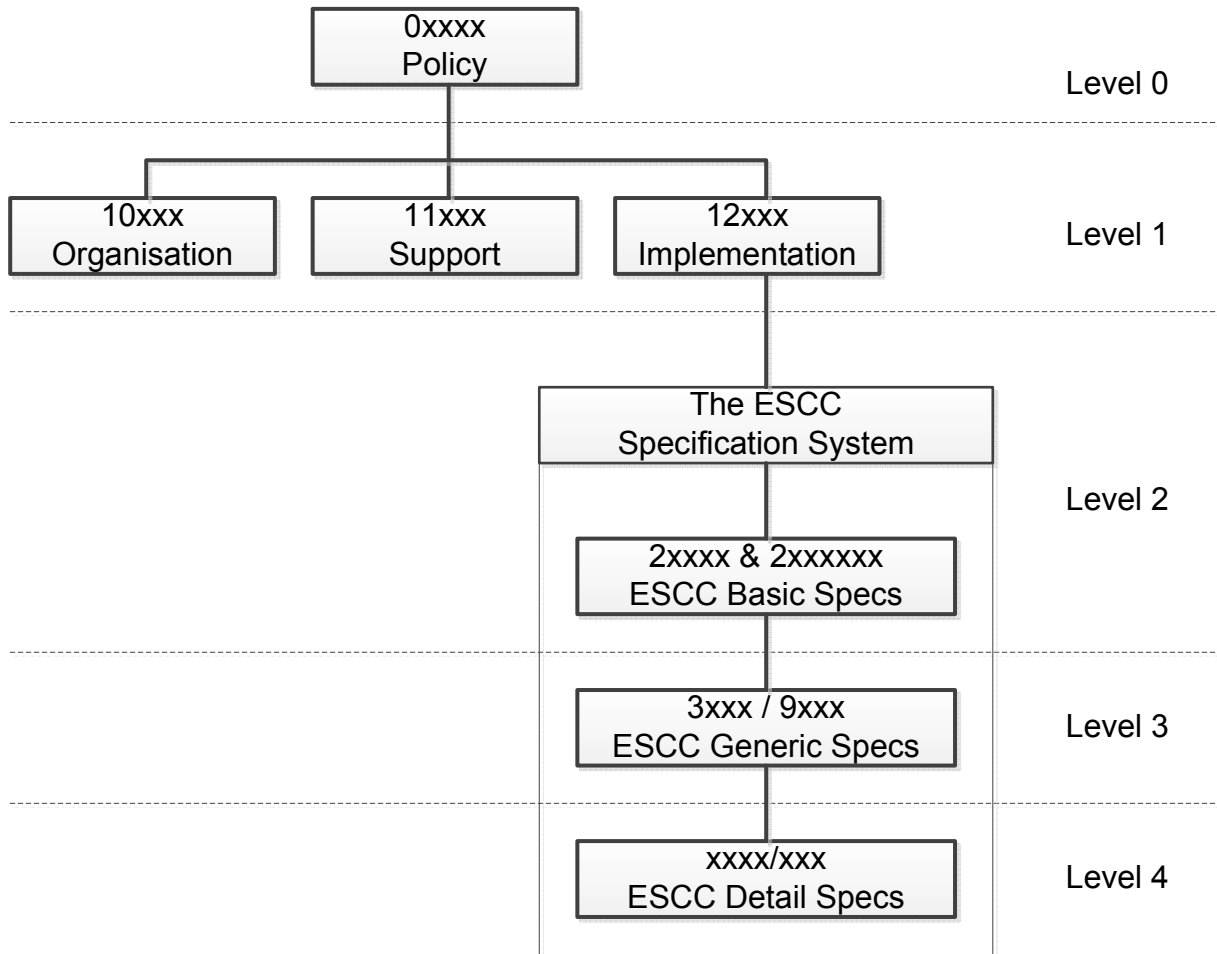 0xxxx
Policy
Level 0
10xxx
Organisation
11xxx
Support
12xxx
Implementation
Level 1
The ESCC
Specification System
Level 2
2xxxx & 2xxxxxx
ESCC Basic Specs
3xxx / 9xxx
ESCC Generic Specs
Level 3
xxxx/xxx
ESCC Detail Specs
Level 4